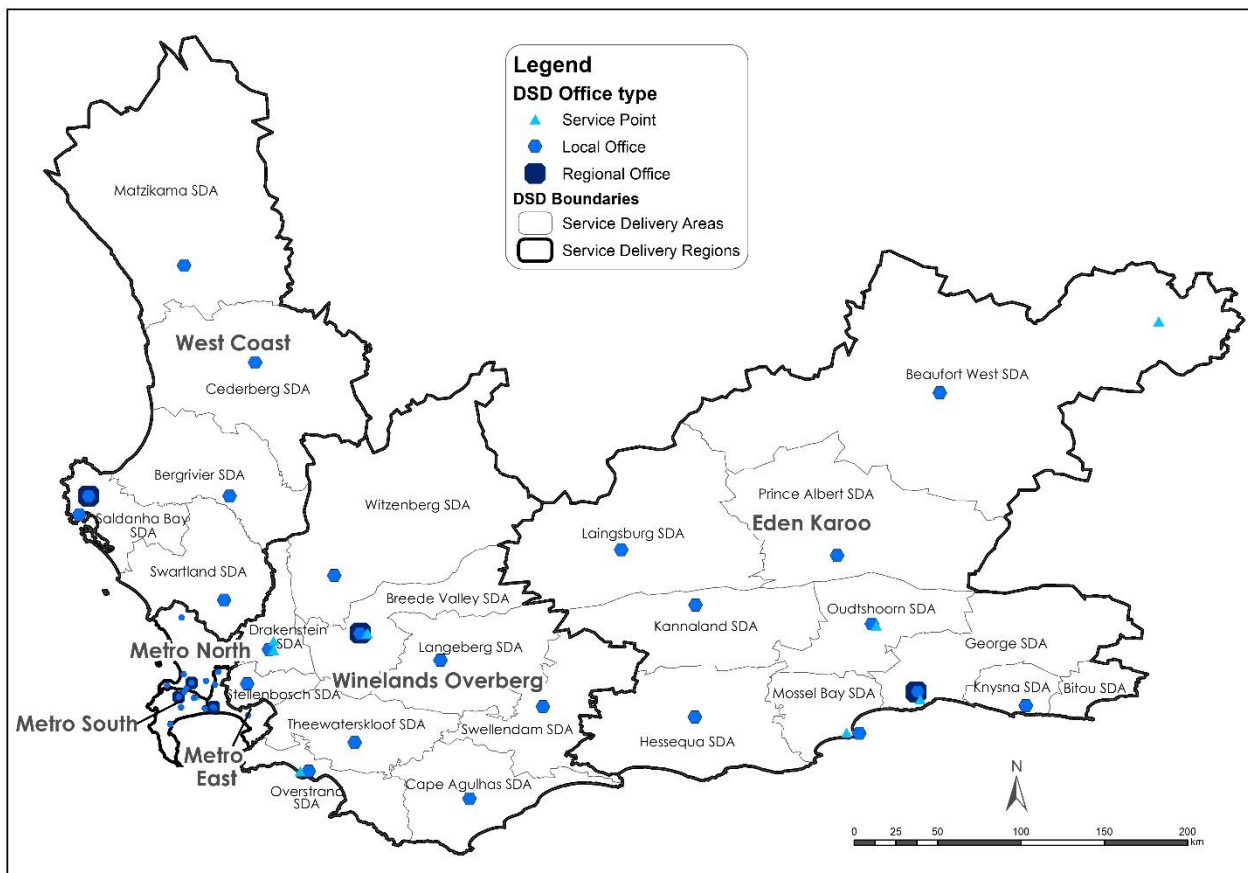 Legend
DSD Office type
Service Point
Local Office
Regional Office
DSD Boundaries
Service Delivery Areas
Service Delivery Regions
Matzikama SDA
West Coast
Cederberg SDA
Beaufort West SDA
Bergrivier SDA
Witzenberg SDA
Prince Albert SDA
Saldanha Bay
SDA
Eden Karoo
Laingsburg SDA
Swartland SDA
Breede Valley SDA
Oudtshoorn SDA
Kannaland SDA
Drakenstein
SDA
Metro North
Langeberg SDA
George SDA
Winelands Overberg
Stellenbosch SDA
Mossel Bay SDA
Knysna SDA
Bitou SDA
Metro South
Theewaterskloof SDA
Swellendam SDA
Hessequa SDA
Metro
East
Overstrand
SDA
Cape Agulhas SDA
N
0 25 50 100 150 200
km